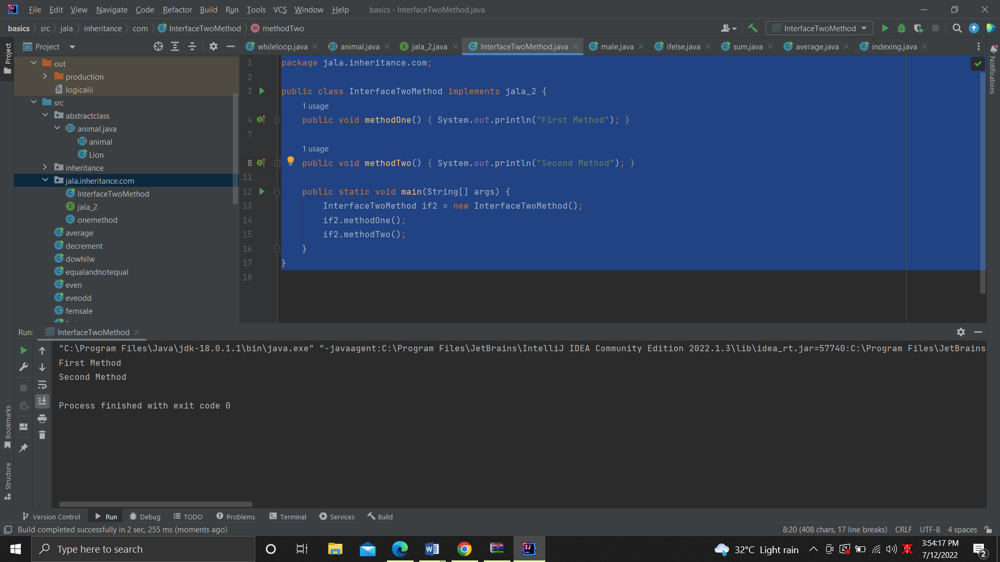 File Edit View Navigate Code Refactor Build Run Tools VCS Window Help basics - InterfaceTwoMethod.java
basics src jala inheritance com InterfaceTwoMethod methodTwo InterfaceTwoMethod
Project
whileloop.java animal.java jala_2.java InterfaceTwoMethod.java male.java ifelse.java sum.java average.java indexing.java
Project
Bookmarks
Structure
Notifications
out
production
logicalii
src
abstractclass
animal.java
animal
Lion
inheritance
jala.inheritance.com
InterfaceTwoMethod
jala_2
onemethod
average
decrement
dowhilw
equalandnotequal
even
eveodd
femsale
1 package jala.inheritance.com;
2
3 public class InterfaceTwoMethod implements jala_2 {
1 usage
4 public void methodOne() { System.out.println("First Method"); }
7
1 usage
8 public void methodTwo() { System.out.println("Second Method"); }
11
12 public static void main(String[] args) {
13 InterfaceTwoMethod if2 = new InterfaceTwoMethod();
14 if2.methodOne();
15 if2.methodTwo();
16 }
17 }
18
Run: InterfaceTwoMethod
"C:\Program Files\Java\jdk-18.0.1.1\bin\java.exe" "-javaagent:C:\Program Files\JetBrains\IntelliJ IDEA Community Edition 2022.1.3\lib\idea_rt.jar=57740:C:\Program Files\JetBrains
First Method
Second Method
Process finished with exit code 0
Version Control Run Debug TODO Problems Terminal Services Build
Build completed successfully in 2 sec, 255 ms (moments ago) 8:20 (408 chars, 17 line breaks) CRLF UTF-8 4 spaces
Type here to search 32°C Light rain 3:54:17 PM
7/12/2022 2